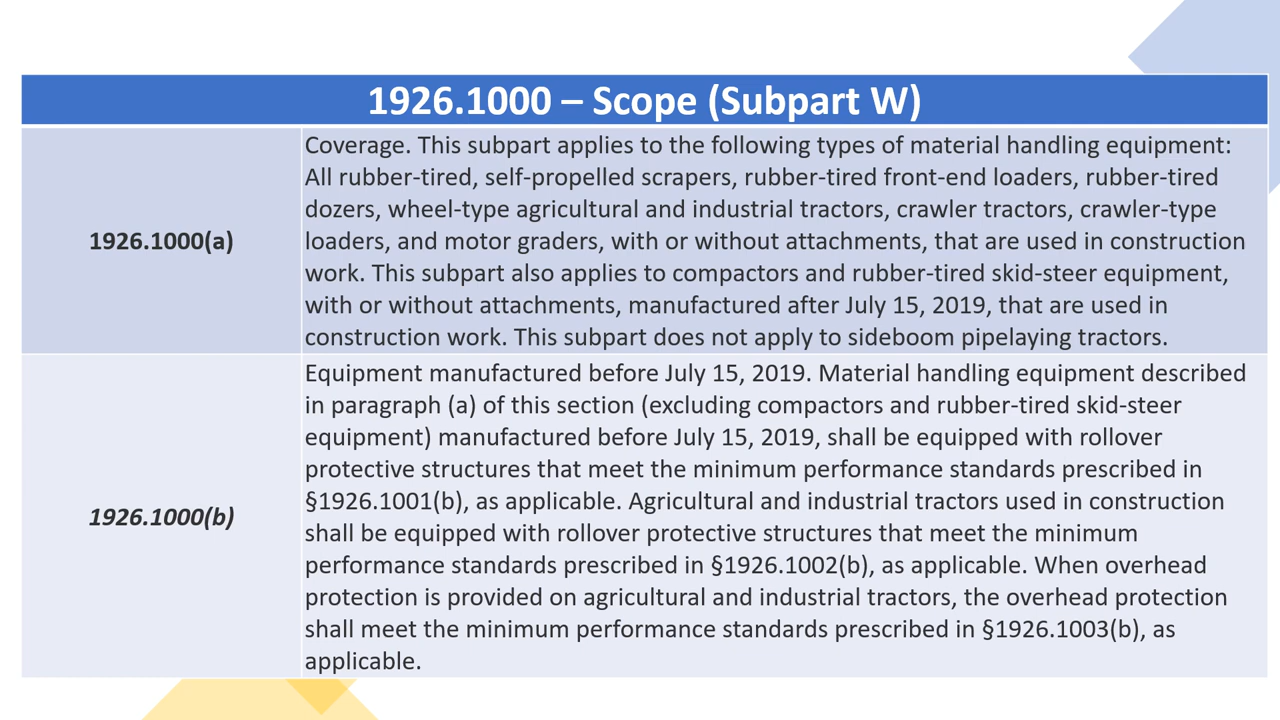 1926.1000 – Scope (Subpart W)
1926.1000(a)
Coverage. This subpart applies to the following types of material handling equipment:
All rubber-tired, self-propelled scrapers, rubber-tired front-end loaders, rubber-tired
dozers, wheel-type agricultural and industrial tractors, crawler tractors, crawler-type
loaders, and motor graders, with or without attachments, that are used in construction
work. This subpart also applies to compactors and rubber-tired skid-steer equipment,
with or without attachments, manufactured after July 15, 2019, that are used in
construction work. This subpart does not apply to sideboom pipelaying tractors.
1926.1000(b)
Equipment manufactured before July 15, 2019. Material handling equipment described
in paragraph (a) of this section (excluding compactors and rubber-tired skid-steer
equipment) manufactured before July 15, 2019, shall be equipped with rollover
protective structures that meet the minimum performance standards prescribed in
§1926.1001(b), as applicable. Agricultural and industrial tractors used in construction
shall be equipped with rollover protective structures that meet the minimum
performance standards prescribed in §1926.1002(b), as applicable. When overhead
protection is provided on agricultural and industrial tractors, the overhead protection
shall meet the minimum performance standards prescribed in §1926.1003(b), as
applicable.